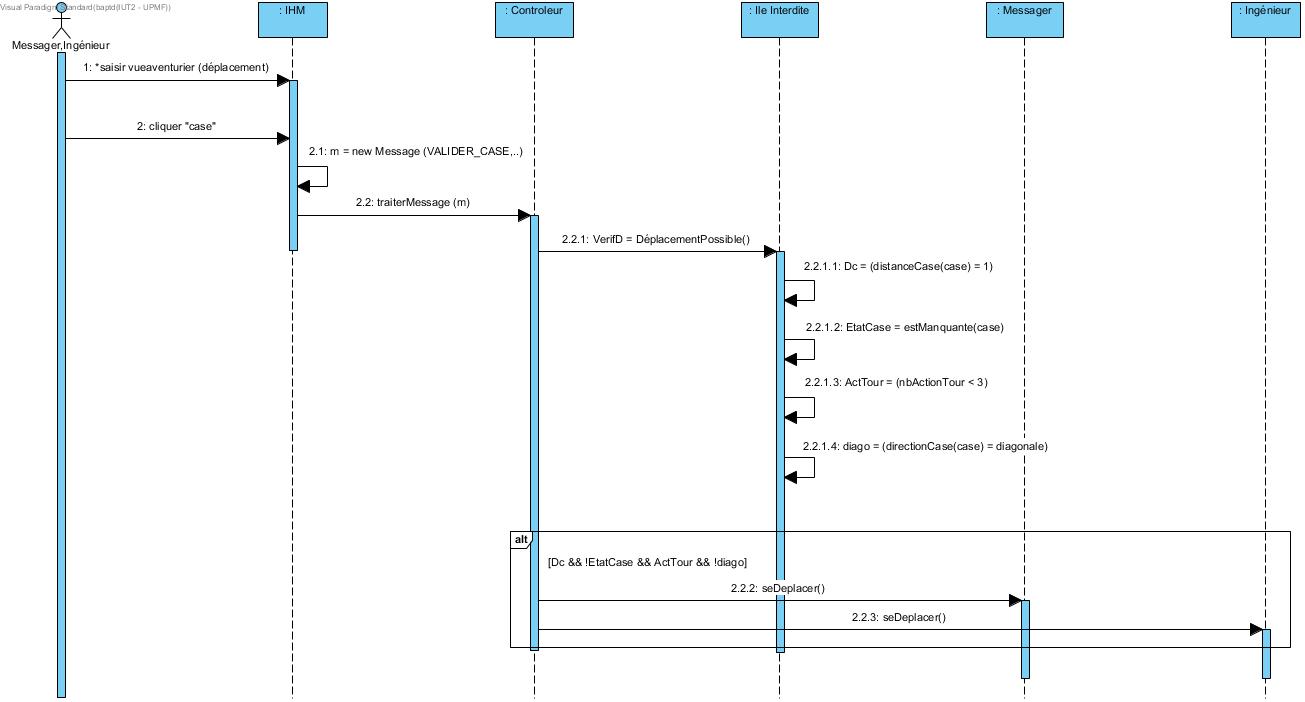 Visual Paradigm Standard(baptd(IUT2 - UPMF))
: IHM
: Controleur
: Ile Interdite
: Messager
: Ingénieur
Messager,Ingénieur
1: *saisir vueaventurier (déplacement)
2: cliquer "case"
2.1: m = new Message (VALIDER_CASE,..)
2.2: traiterMessage (m)
2.2.1: VerifD = DéplacementPossible()
2.2.1.1: Dc = (distanceCase(case) = 1)
2.2.1.2: EtatCase = estManquante(case)
2.2.1.3: ActTour = (nbActionTour < 3)
2.2.1.4: diago = (directionCase(case) = diagonale)
alt
[Dc && !EtatCase && ActTour && !diago]
2.2.2: seDeplacer()
2.2.3: seDeplacer()